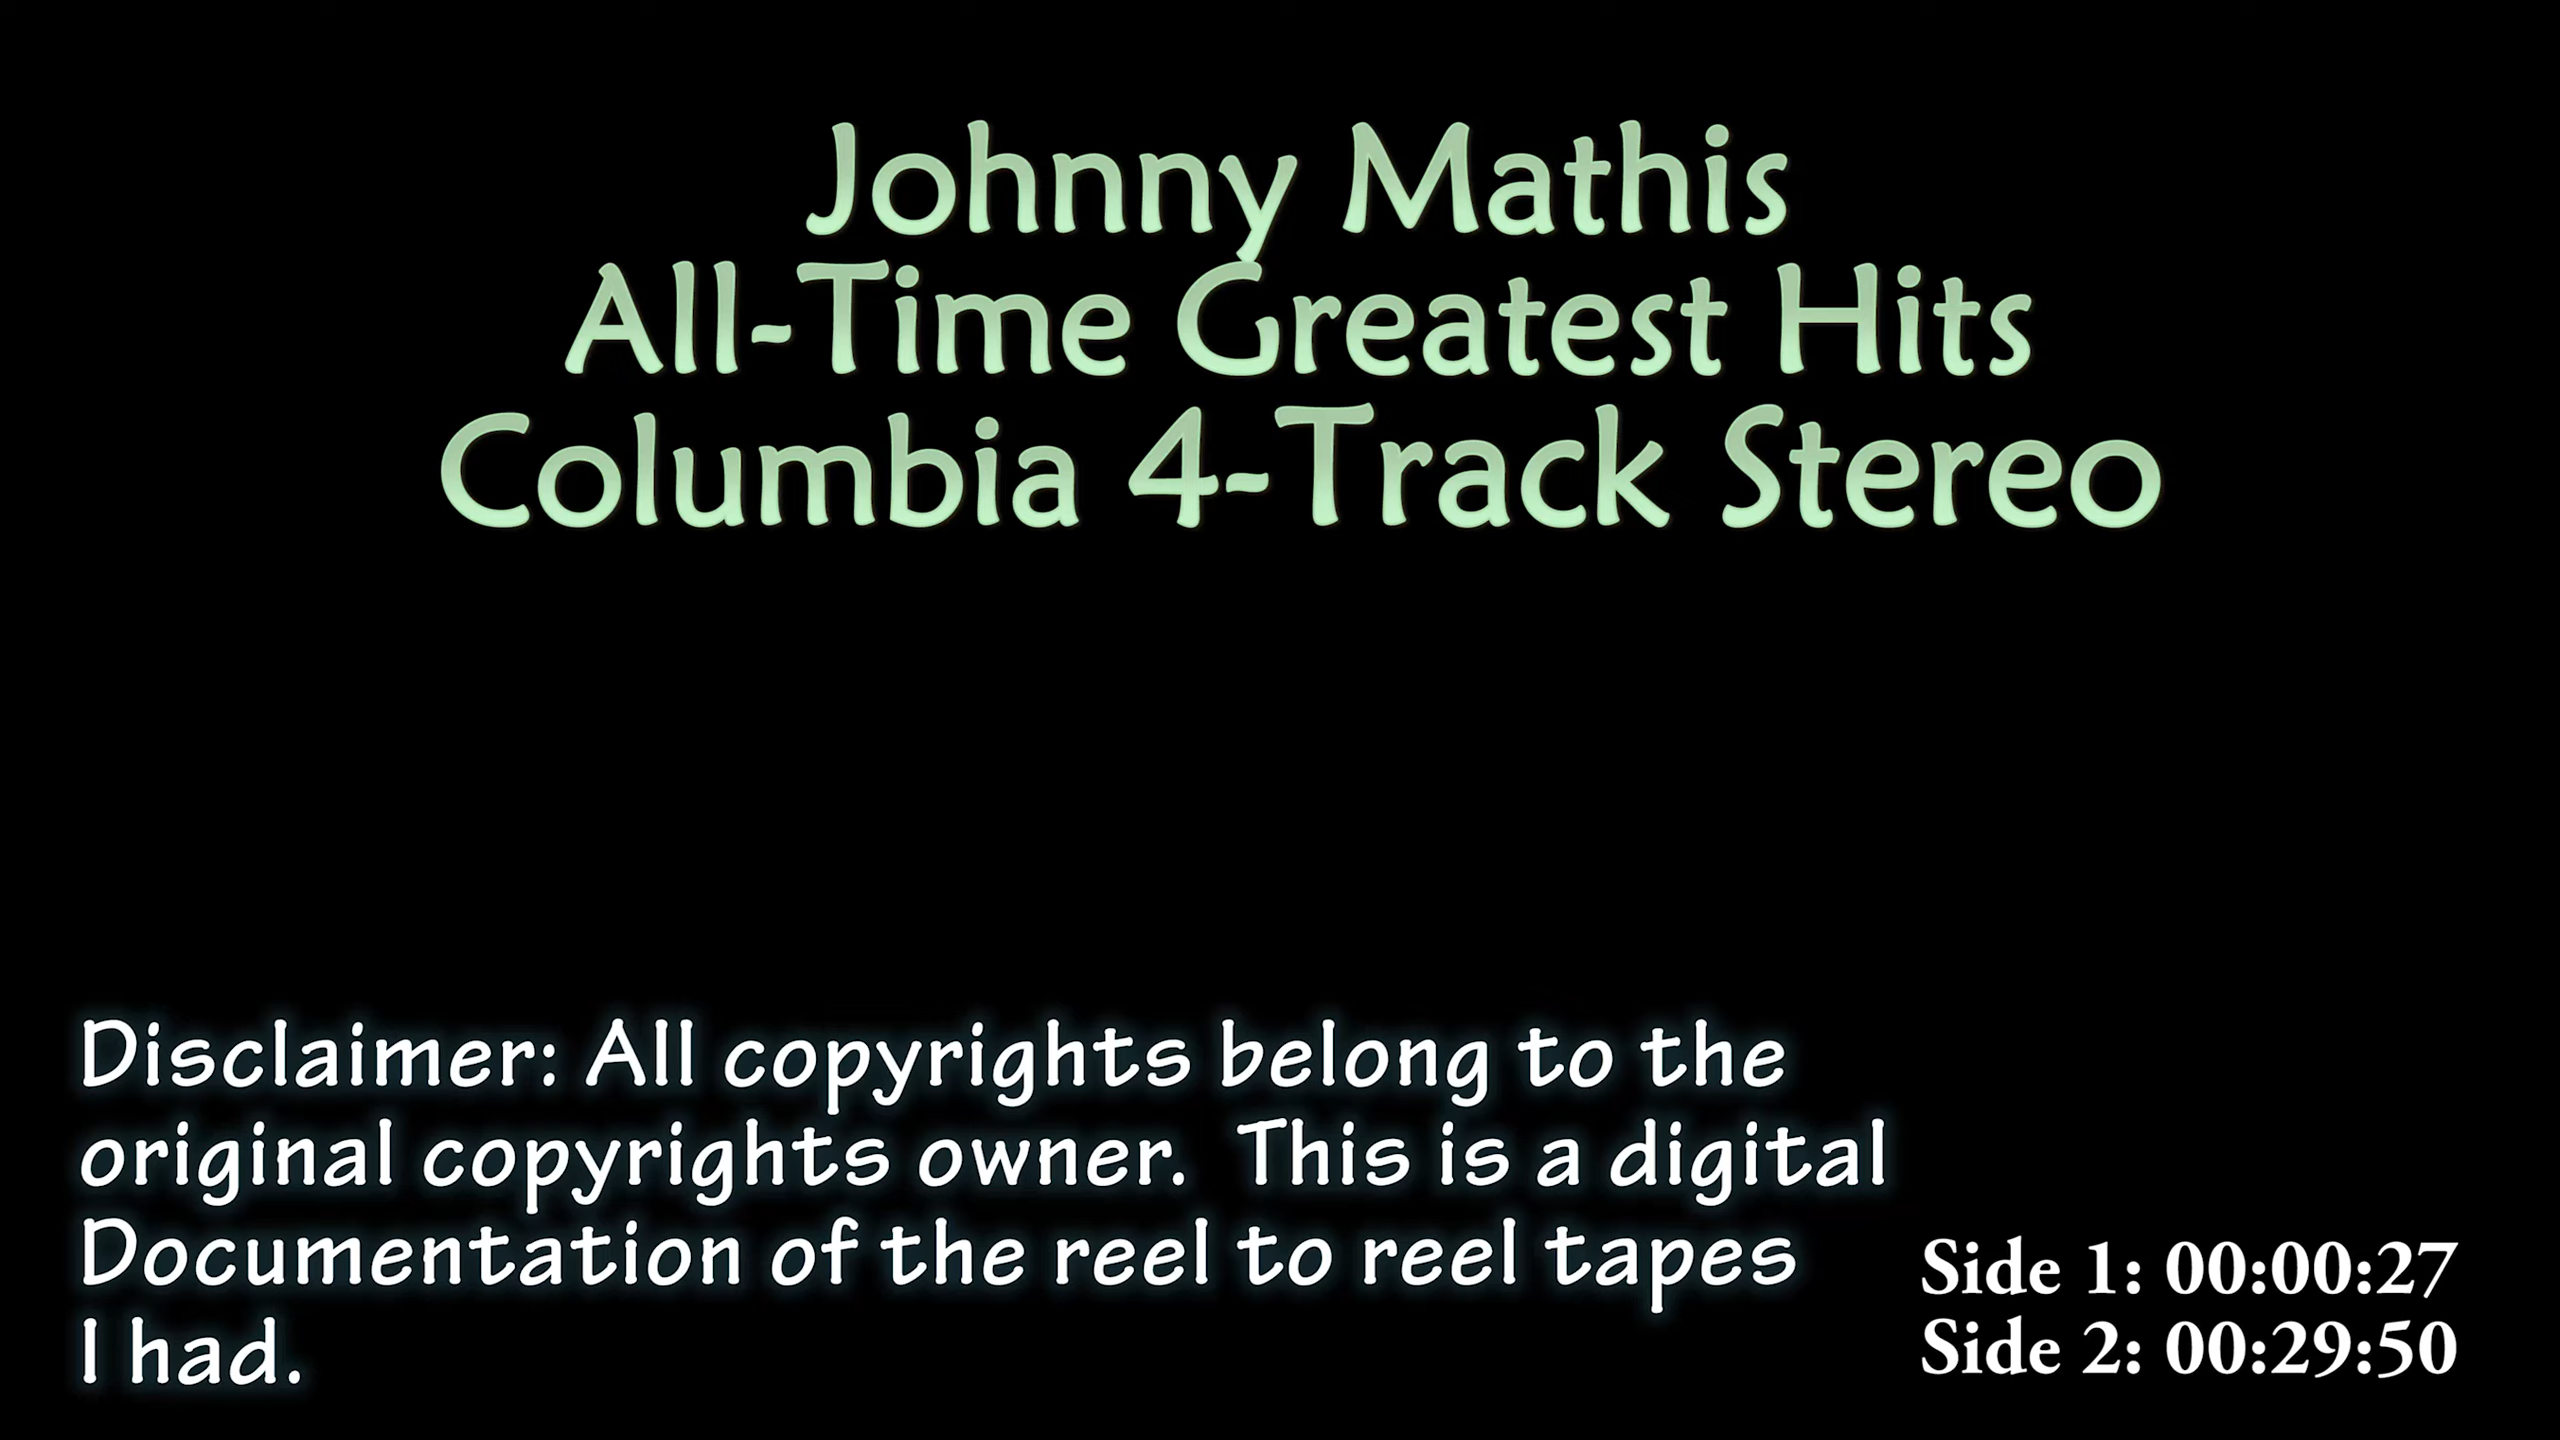 Johnny Mathis
All-Time Greatest Hits
Columbia 4-Track Stereo
Disclaimer: All copyrights belong to the
original copyrights owner.  This is a digital
Documentation of the reel to reel tapes
I had.
Side 1: 00:00:27
Side 2: 00:29:50